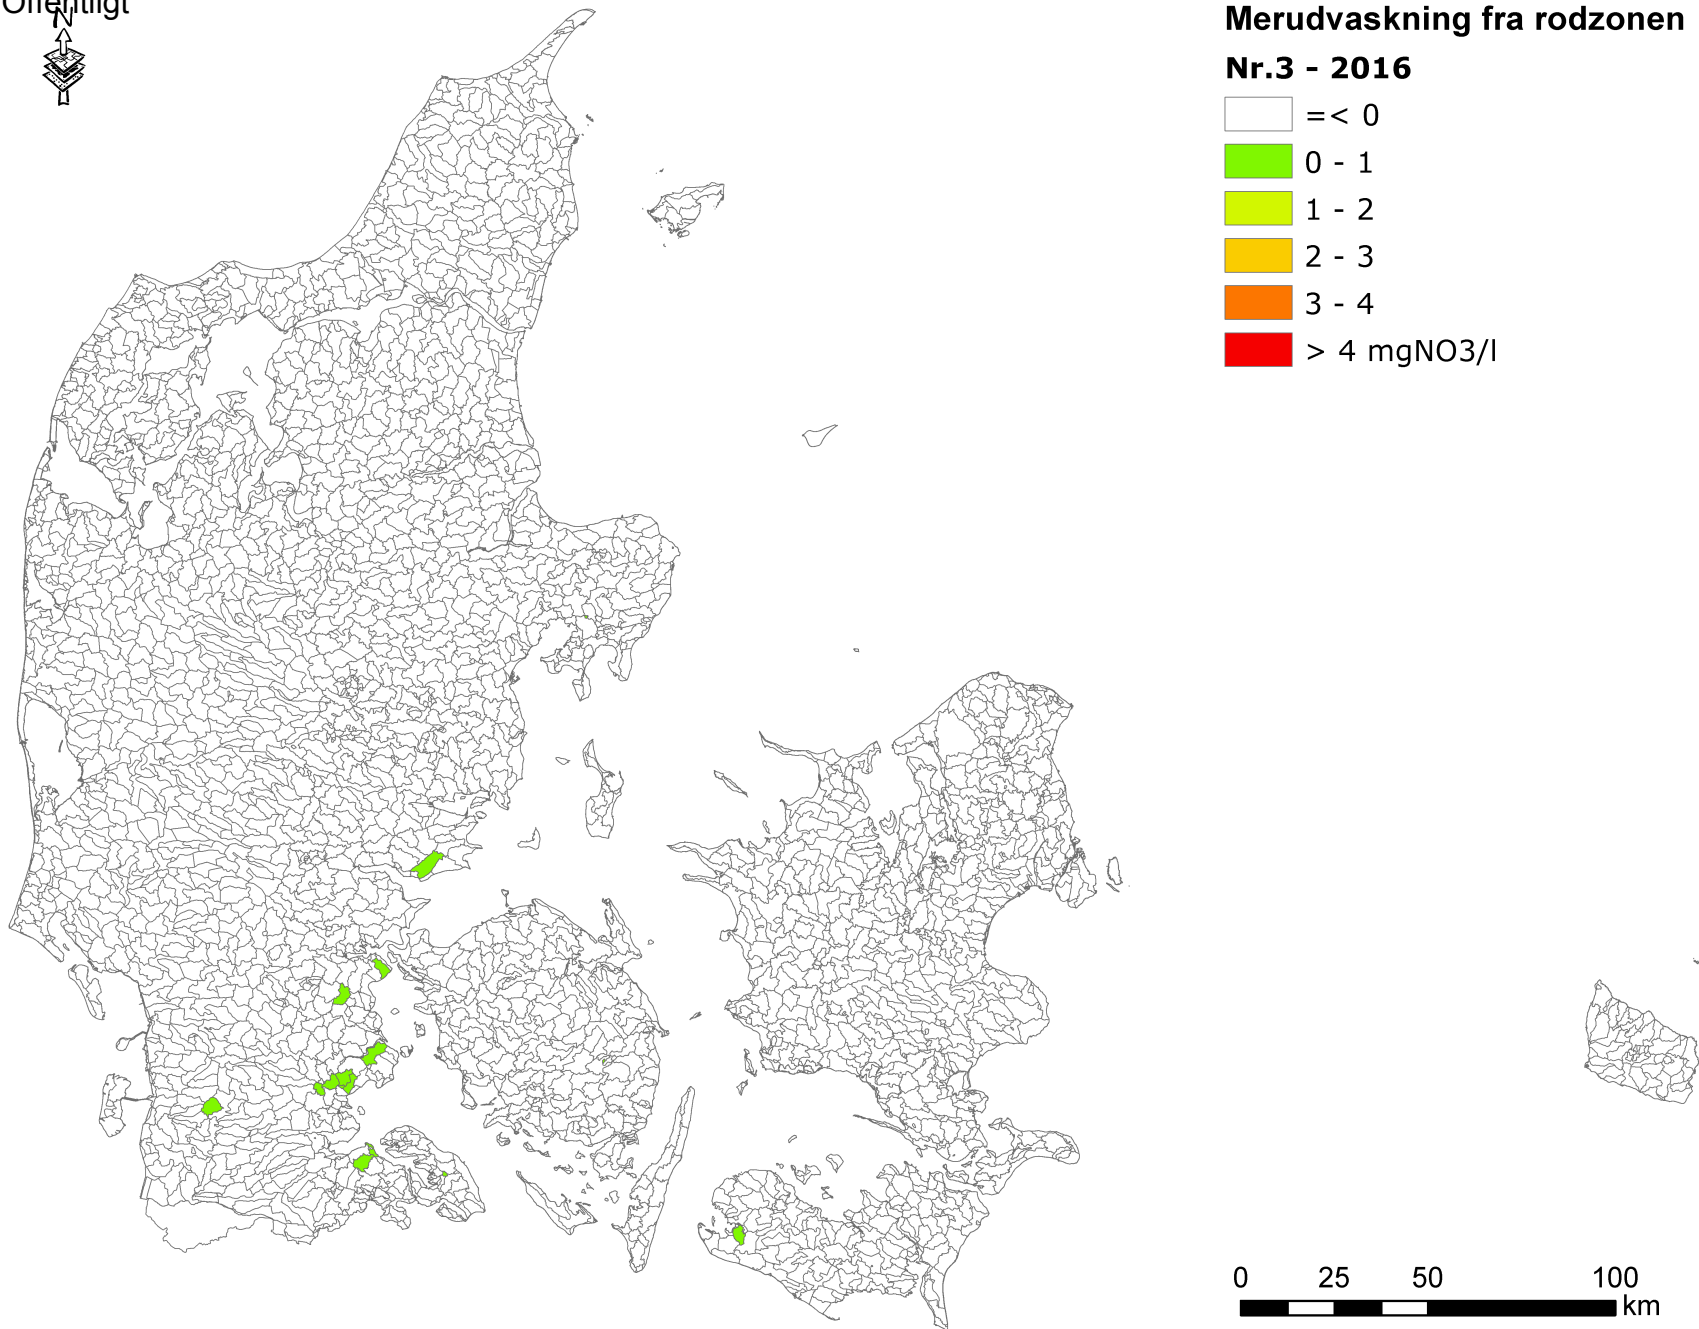 Offentligt
N
Merudvaskning fra rodzonen
Nr.3 - 2016
=< 0
0 - 1
1 - 2
2 - 3
3 - 4
> 4 mgNO3/l
0 25 50 100
km